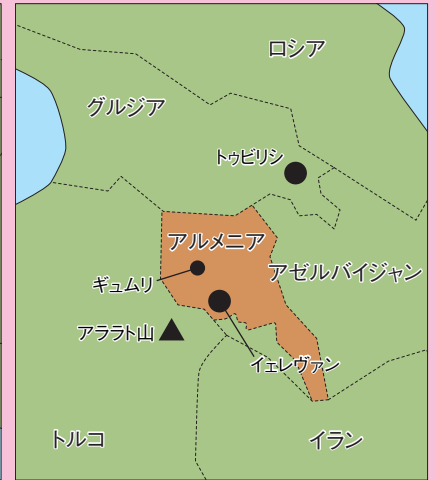 ロシア
グルジア
トゥビリシ
アルメニア
アゼルバイジャン
ギュムリ
アララト山
イェレヴァン
トルコ
イラン